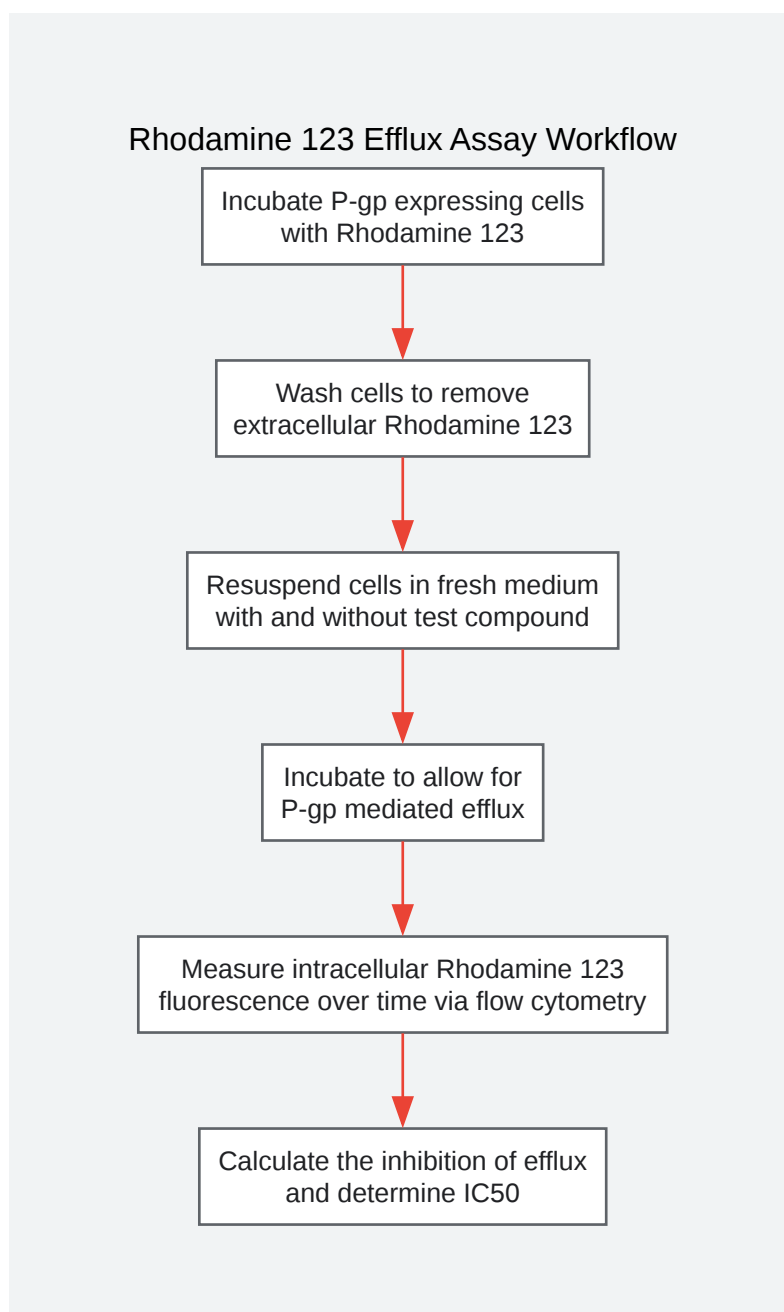 Rhodamine 123 Efflux Assay Workflow
Incubate P-gp expressing cells
with Rhodamine 123
Wash cells to remove
extracellular Rhodamine 123
Resuspend cells in fresh medium
with and without test compound
Incubate to allow for
P-gp mediated efflux
Measure intracellular Rhodamine 123
fluorescence over time via flow cytometry
Calculate the inhibition of efflux
and determine IC50